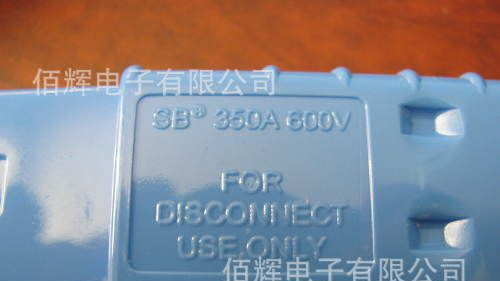 佰辉电子有限公司
SB® 350A 600V
FOR
DISCONNECT
USE ONLY
佰辉电子有限公司